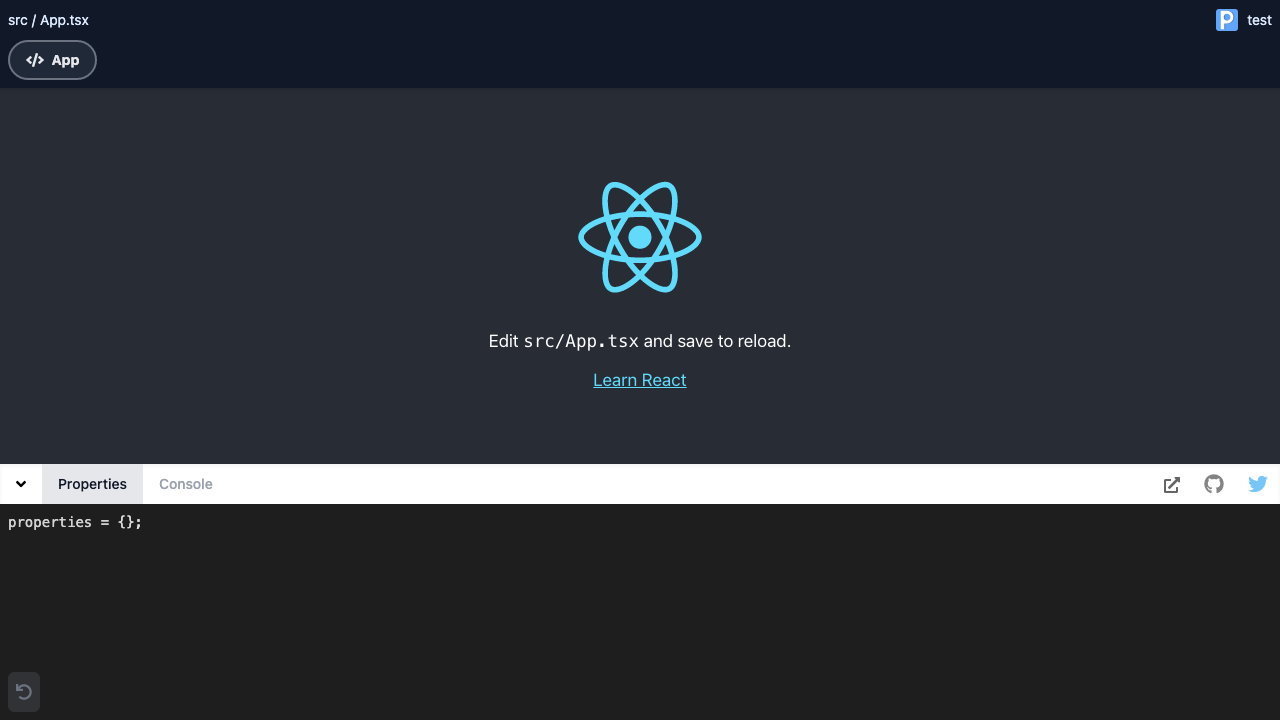 src / App.tsx
P test
</> App
Edit src/App.tsx and save to reload.
Learn React
Properties Console
properties = {};